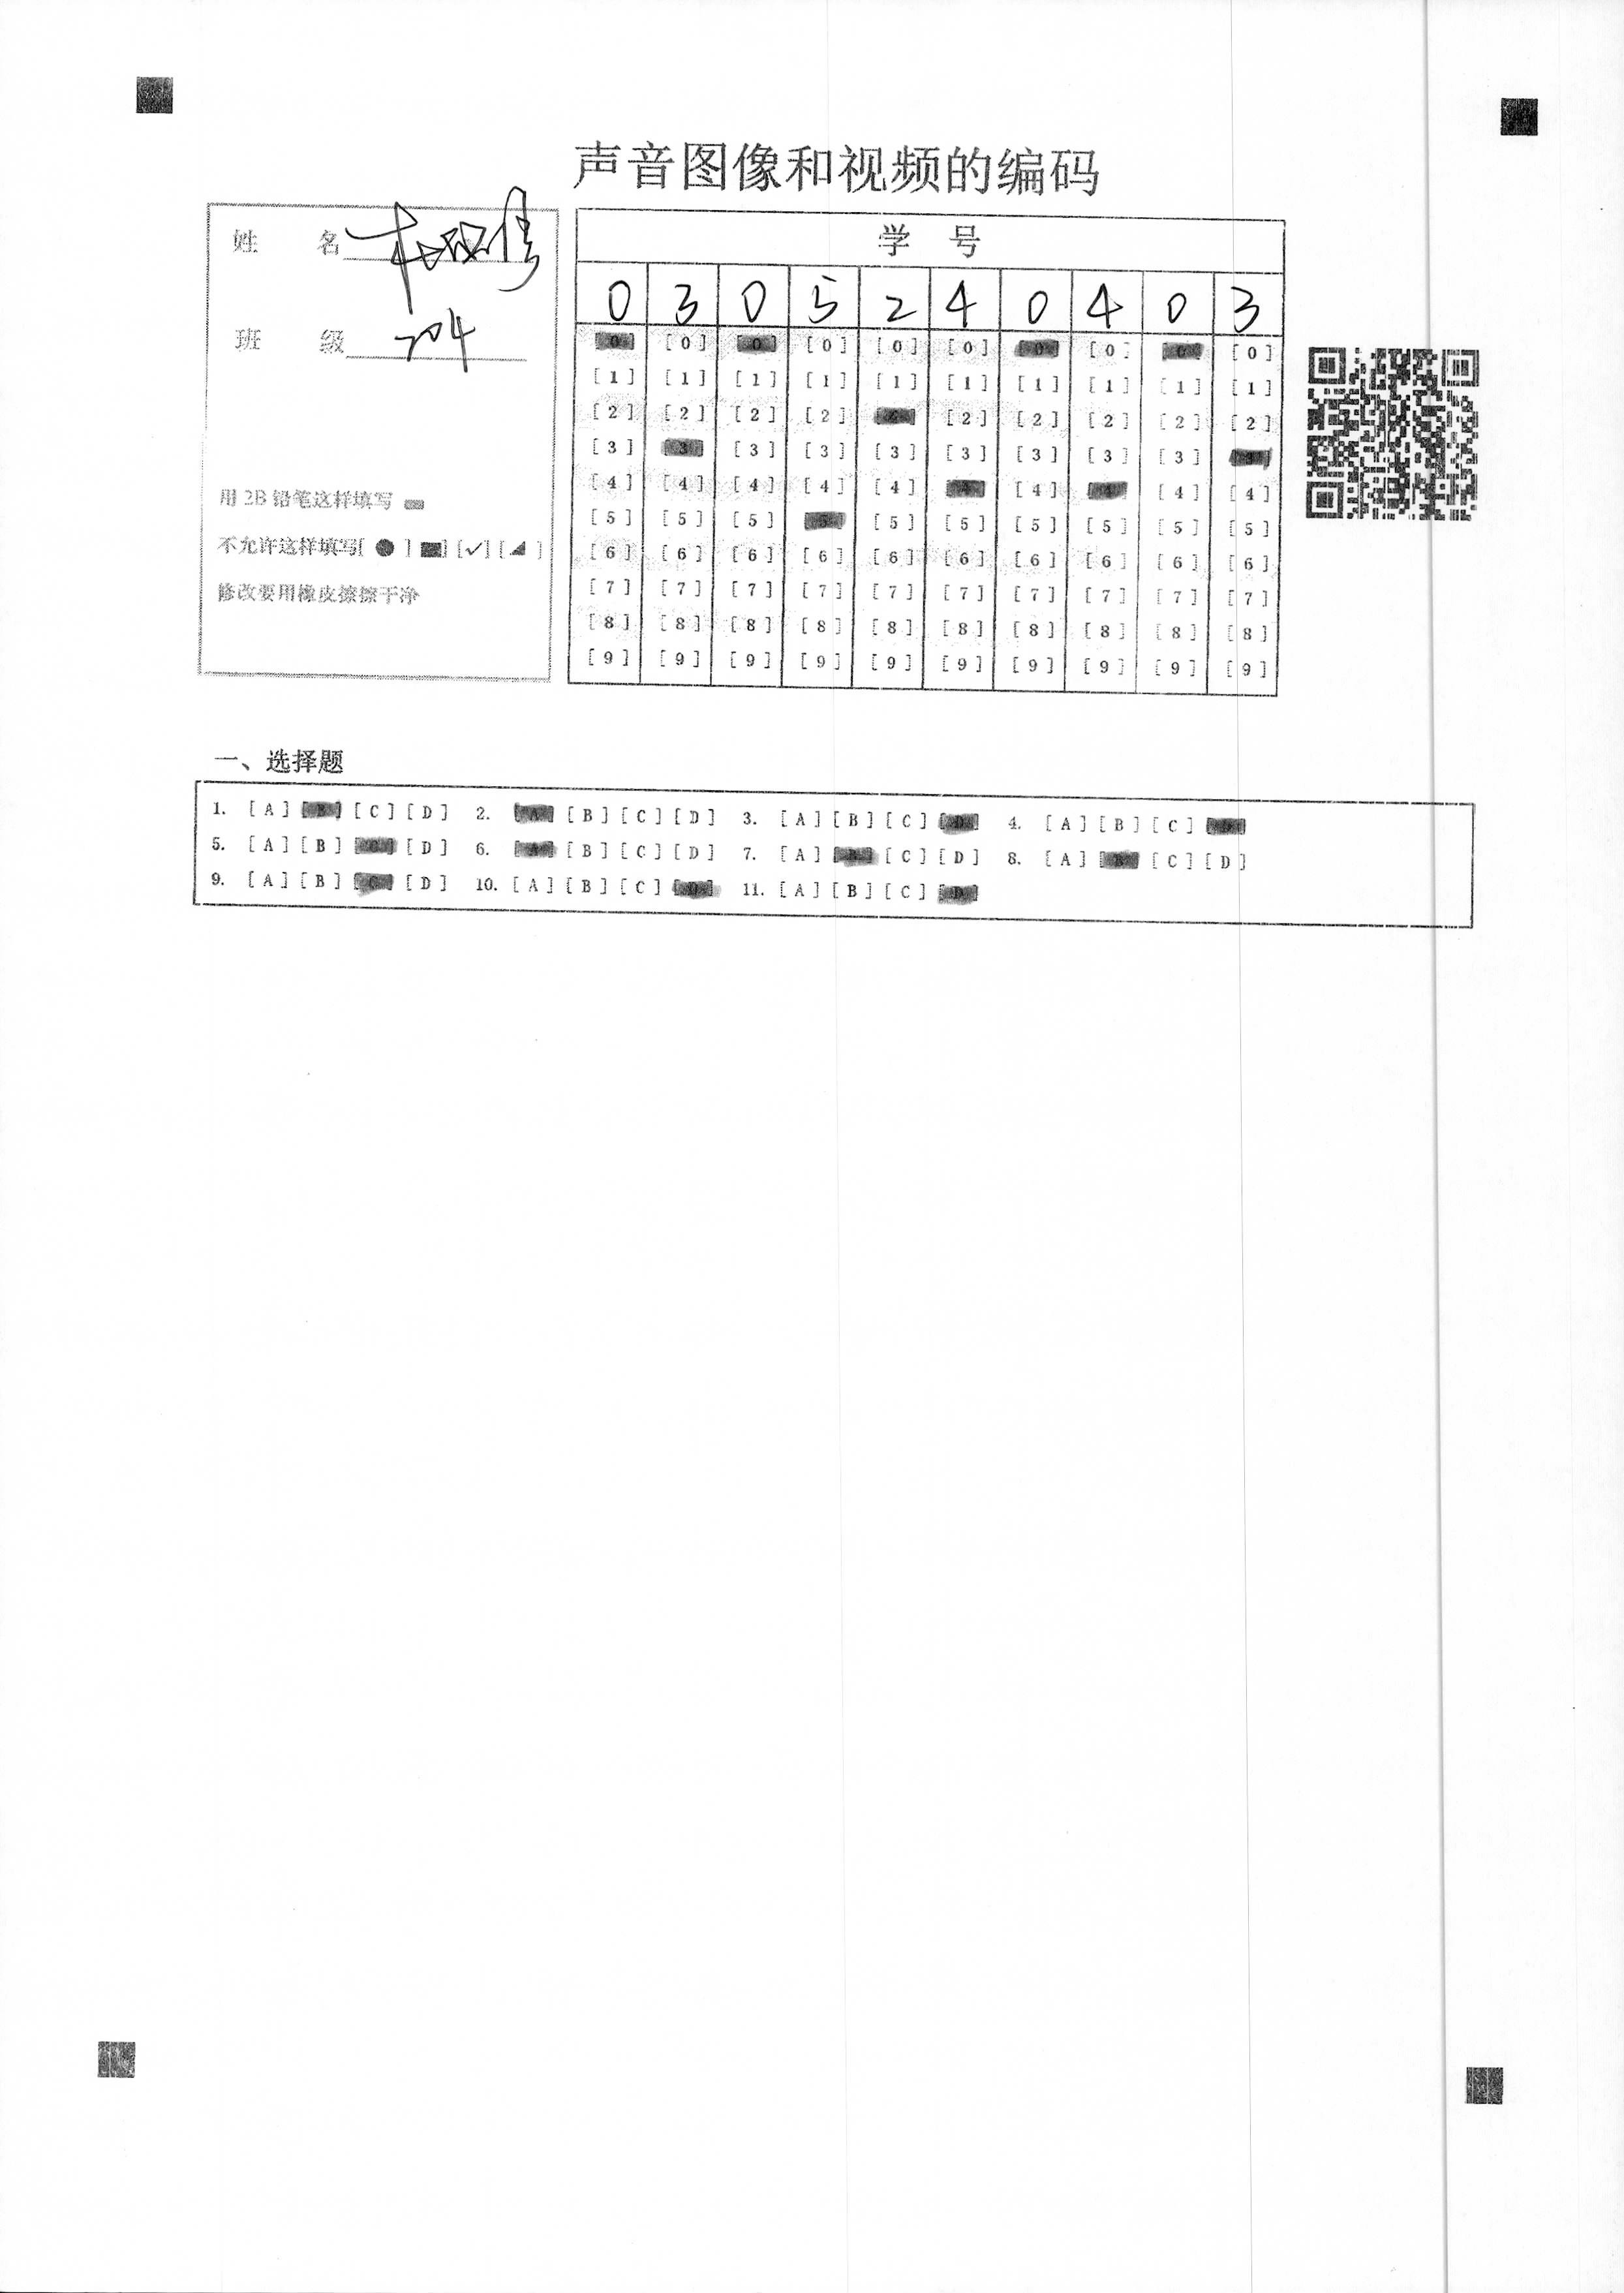 声音图像和视频的编码
姓 名
班 级 204
用 2B 铅笔这样填写
不允许这样填写[ ● ] [■] [✓] [◢ ]
修改要用橡皮擦擦干净
学 号
0 3 0 5 2 4 0 4 0 3
[0] [0] [0] [0] [0] [0] [0] [0] [0] [0]
[1] [1] [1] [1] [1] [1] [1] [1] [1] [1]
[2] [2] [2] [2] [2] [2] [2] [2] [2] [2]
[3] [3] [3] [3] [3] [3] [3] [3] [3] [3]
[4] [4] [4] [4] [4] [4] [4] [4] [4] [4]
[5] [5] [5] [5] [5] [5] [5] [5] [5] [5]
[6] [6] [6] [6] [6] [6] [6] [6] [6] [6]
[7] [7] [7] [7] [7] [7] [7] [7] [7] [7]
[8] [8] [8] [8] [8] [8] [8] [8] [8] [8]
[9] [9] [9] [9] [9] [9] [9] [9] [9] [9]
一、选择题
1. [A] [B] [C] [D] 2. [A] [B] [C] [D] 3. [A] [B] [C] [D] 4. [A] [B] [C] [D]
5. [A] [B] [C] [D] 6. [A] [B] [C] [D] 7. [A] [B] [C] [D] 8. [A] [B] [C] [D]
9. [A] [B] [C] [D] 10. [A] [B] [C] [D] 11. [A] [B] [C] [D]